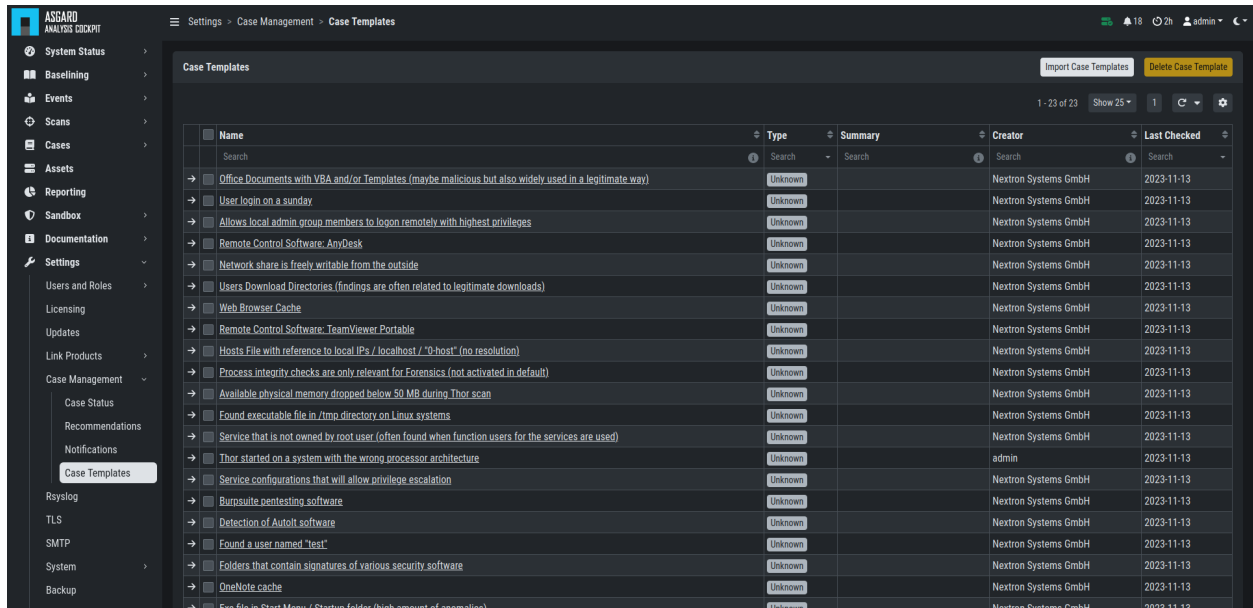 ASGARD
ANALYSIS COCKPIT
Settings > Case Management > Case Templates
18 2h admin
System Status
Baselining
Events
Scans
Cases
Assets
Reporting
Sandbox
Documentation
Settings
Users and Roles
Licensing
Updates
Link Products
Case Management
Case Status
Recommendations
Notifications
Case Templates
Rsyslog
TLS
SMTP
System
Backup
Case Templates Import Case Templates Delete Case Template
1 - 23 of 23 Show 25 1
Name Type Summary Creator Last Checked
Search Search Search Search Search
Office Documents with VBA and/or Templates (maybe malicious but also widely used in a legitimate way) Unknown Nextron Systems GmbH 2023-11-13
User login on a sunday Unknown Nextron Systems GmbH 2023-11-13
Allows local admin group members to logon remotely with highest privileges Unknown Nextron Systems GmbH 2023-11-13
Remote Control Software: AnyDesk Unknown Nextron Systems GmbH 2023-11-13
Network share is freely writable from the outside Unknown Nextron Systems GmbH 2023-11-13
Users Download Directories (findings are often related to legitimate downloads) Unknown Nextron Systems GmbH 2023-11-13
Web Browser Cache Unknown Nextron Systems GmbH 2023-11-13
Remote Control Software: TeamViewer Portable Unknown Nextron Systems GmbH 2023-11-13
Hosts File with reference to local IPs / localhost / "0-host" (no resolution) Unknown Nextron Systems GmbH 2023-11-13
Process integrity checks are only relevant for Forensics (not activated in default) Unknown Nextron Systems GmbH 2023-11-13
Available physical memory dropped below 50 MB during Thor scan Unknown Nextron Systems GmbH 2023-11-13
Found executable file in /tmp directory on Linux systems Unknown Nextron Systems GmbH 2023-11-13
Service that is not owned by root user (often found when function users for the services are used) Unknown Nextron Systems GmbH 2023-11-13
Thor started on a system with the wrong processor architecture Unknown admin 2023-11-13
Service configurations that will allow privilege escalation Unknown Nextron Systems GmbH 2023-11-13
Burpsuite pentesting software Unknown Nextron Systems GmbH 2023-11-13
Detection of AutoIt software Unknown Nextron Systems GmbH 2023-11-13
Found a user named "test" Unknown Nextron Systems GmbH 2023-11-13
Folders that contain signatures of various security software Unknown Nextron Systems GmbH 2023-11-13
OneNote cache Unknown Nextron Systems GmbH 2023-11-13
Exe file in Start Menu / Startup folder (high amount of anomalies) Unknown Nextron Systems GmbH 2023-11-13